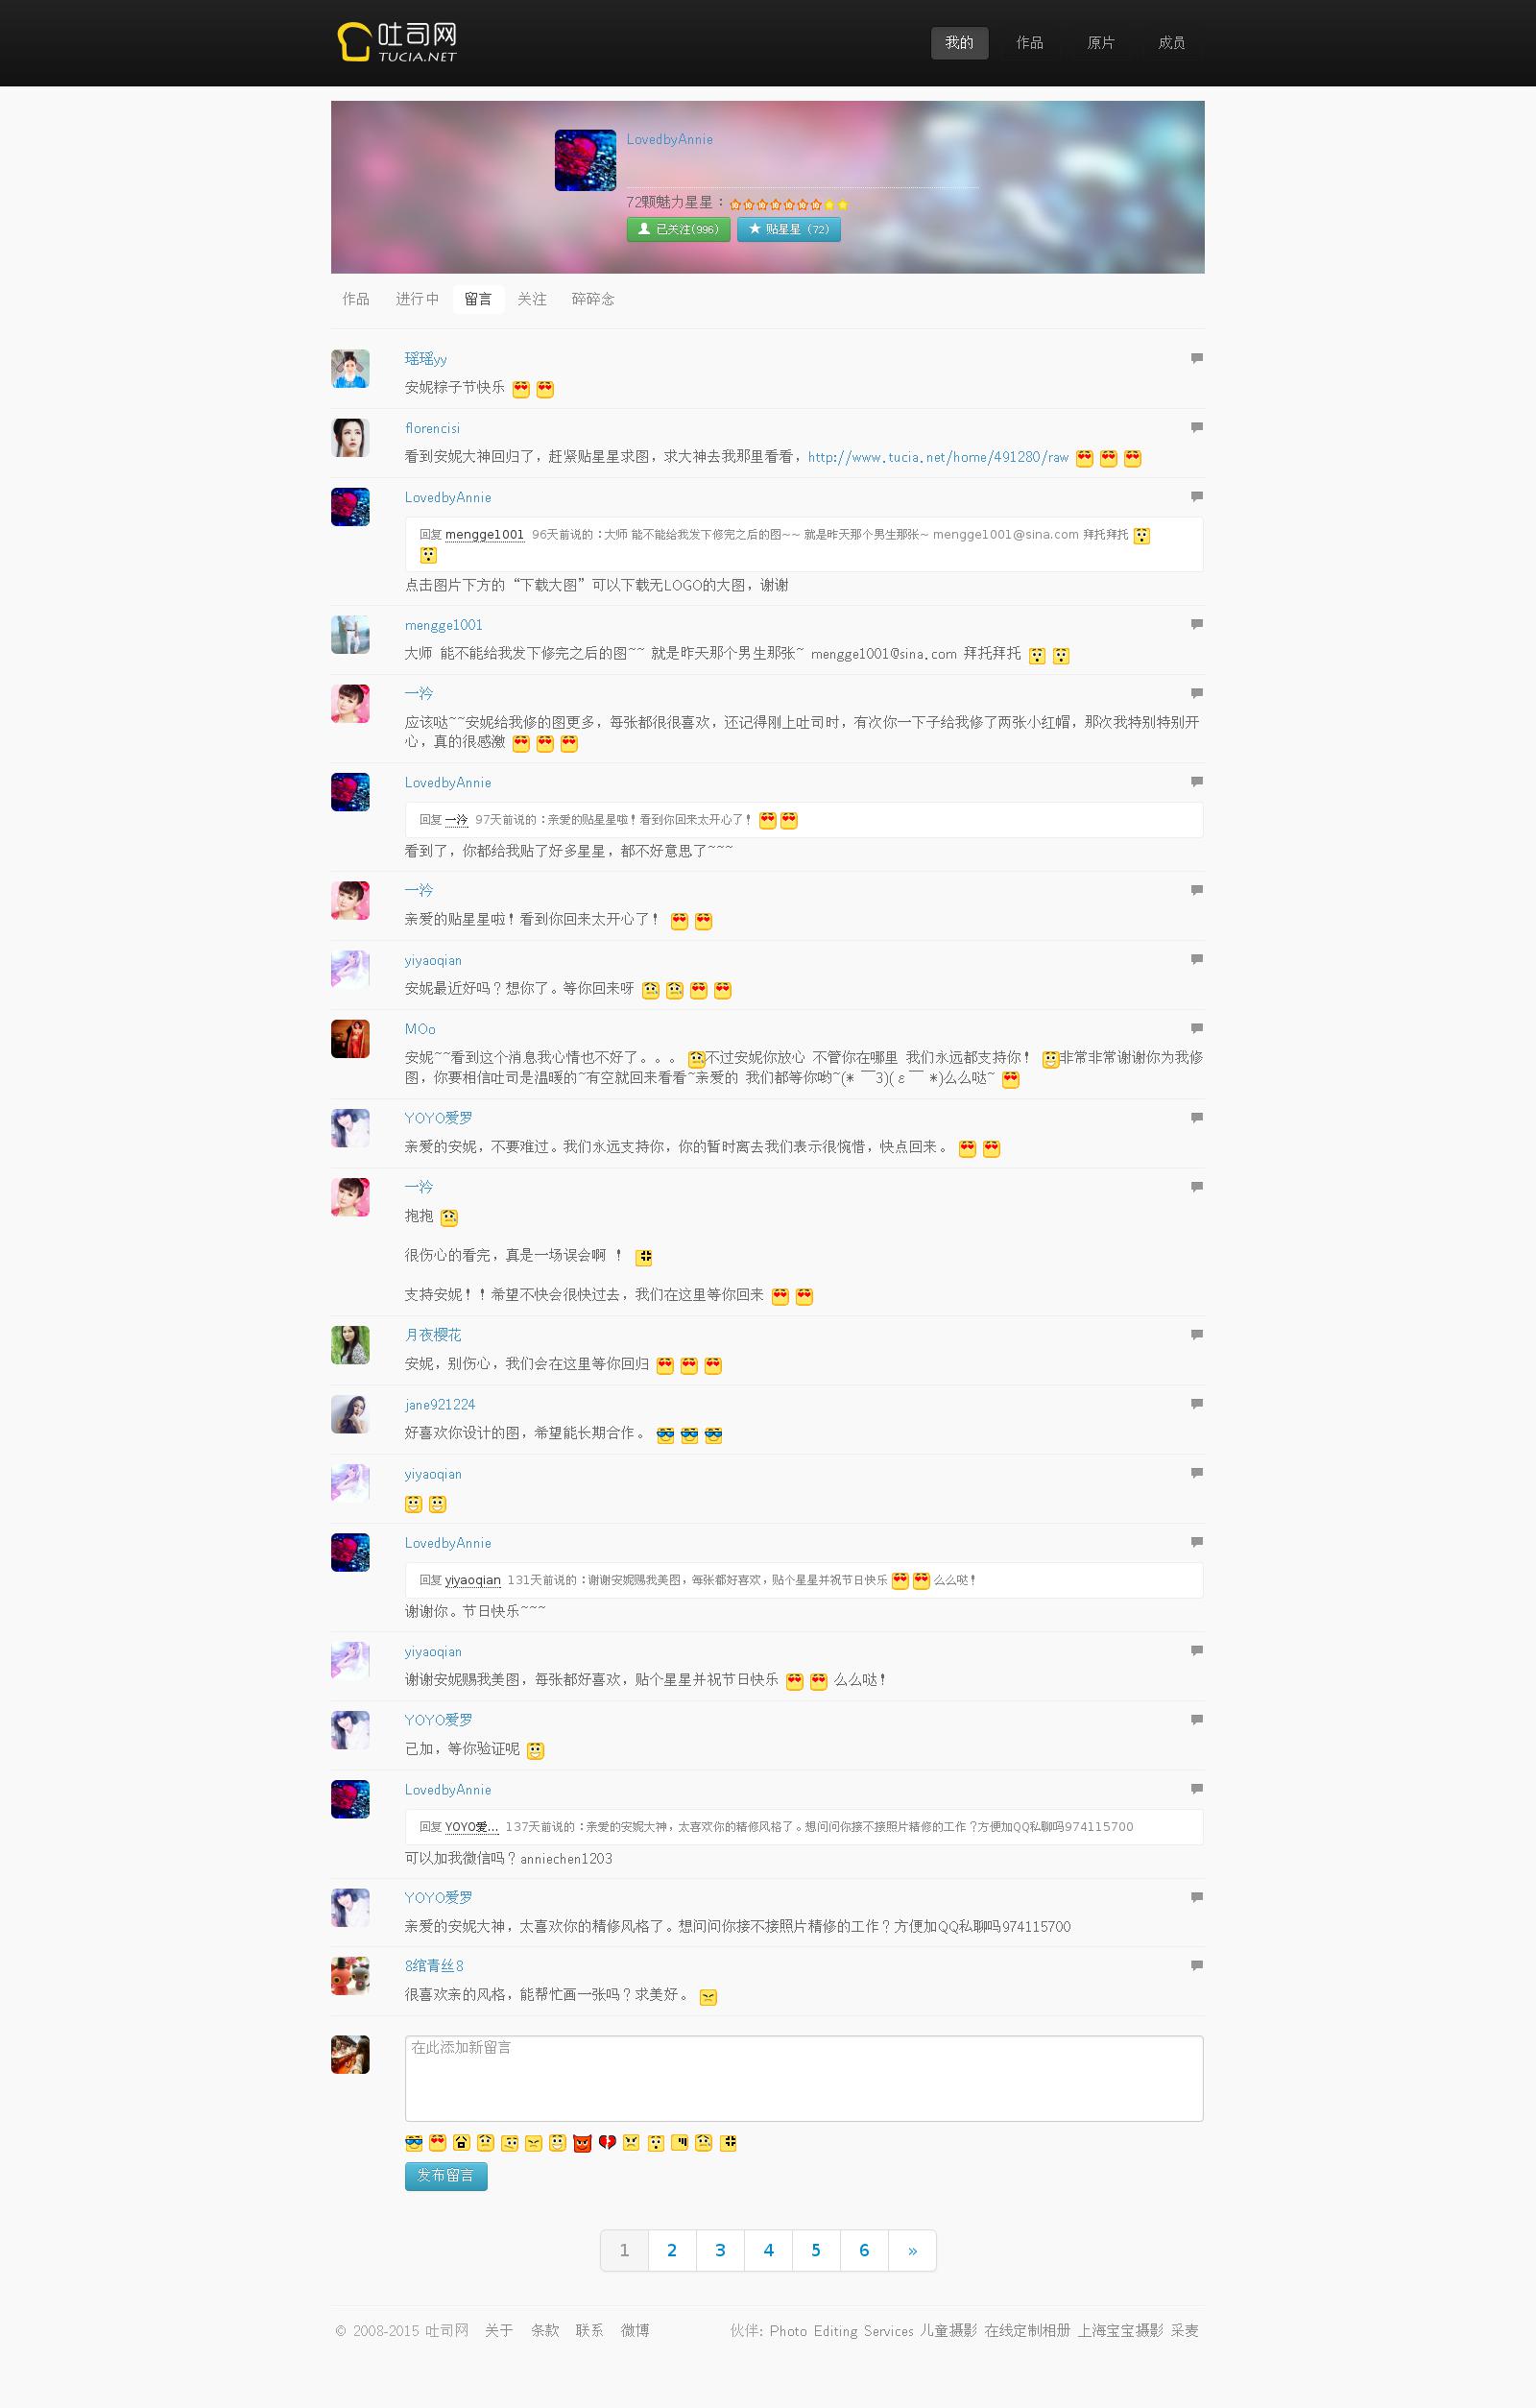 吐司网
TUCIA.NET
我的 作品 原片 成员
LovedbyAnnie
72颗魅力星星：
已关注(996) 贴星星 (72)
作品 进行中 留言 关注 碎碎念
瑶瑶yy
安妮粽子节快乐
florencisi
看到安妮大神回归了，赶紧贴星星求图，求大神去我那里看看，http://www.tucia.net/home/491280/raw
LovedbyAnnie
回复 mengge1001 96天前说的：大师 能不能给我发下修完之后的图~~ 就是昨天那个男生那张~ mengge1001@sina.com 拜托拜托
点击图片下方的“下载大图”可以下载无LOGO的大图，谢谢
mengge1001
大师 能不能给我发下修完之后的图~~ 就是昨天那个男生那张~ mengge1001@sina.com 拜托拜托
一泠
应该哒~~安妮给我修的图更多，每张都很很喜欢，还记得刚上吐司时，有次你一下子给我修了两张小红帽，那次我特别特别开
心，真的很感激
LovedbyAnnie
回复 一泠 97天前说的：亲爱的贴星星啦！看到你回来太开心了！
看到了，你都给我贴了好多星星，都不好意思了~~~
一泠
亲爱的贴星星啦！看到你回来太开心了！
yiyaoqian
安妮最近好吗？想你了。等你回来呀
MOo
安妮~~看到这个消息我心情也不好了。。。 不过安妮你放心 不管你在哪里 我们永远都支持你！ 非常非常谢谢你为我修
图，你要相信吐司是温暖的~有空就回来看看~亲爱的 我们都等你哟~(*￣3)(ε￣*)么么哒~
YOYO爱罗
亲爱的安妮，不要难过。我们永远支持你，你的暂时离去我们表示很惋惜，快点回来。
一泠
抱抱
很伤心的看完，真是一场误会啊 ！
支持安妮！！希望不快会很快过去，我们在这里等你回来
月夜樱花
安妮，别伤心，我们会在这里等你回归
jane921224
好喜欢你设计的图，希望能长期合作。
yiyaoqian
LovedbyAnnie
回复 yiyaoqian 131天前说的：谢谢安妮赐我美图，每张都好喜欢，贴个星星并祝节日快乐 么么哒！
谢谢你。节日快乐~~~
yiyaoqian
谢谢安妮赐我美图，每张都好喜欢，贴个星星并祝节日快乐 么么哒！
YOYO爱罗
已加，等你验证呢
LovedbyAnnie
回复 YOYO爱... 137天前说的：亲爱的安妮大神，太喜欢你的精修风格了。想问问你接不接照片精修的工作？方便加QQ私聊吗974115700
可以加我微信吗？anniechen1203
YOYO爱罗
亲爱的安妮大神，太喜欢你的精修风格了。想问问你接不接照片精修的工作？方便加QQ私聊吗974115700
8绾青丝8
很喜欢亲的风格，能帮忙画一张吗？求美好。
在此添加新留言
发布留言
1 2 3 4 5 6 »
© 2008-2015 吐司网 关于 条款 联系 微博 伙伴: Photo Editing Services 儿童摄影 在线定制相册 上海宝宝摄影 采麦